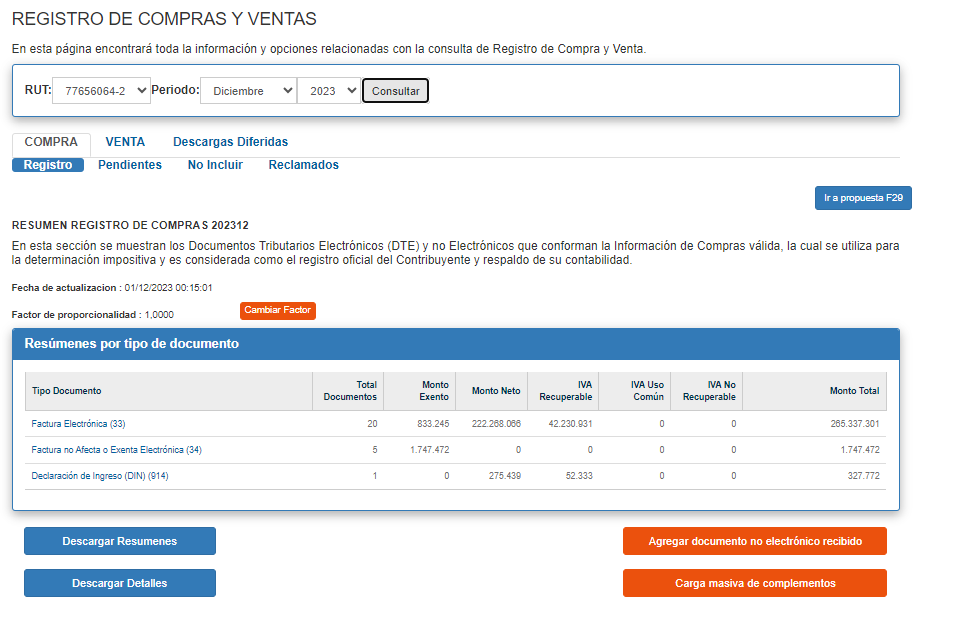 REGISTRO DE COMPRAS Y VENTAS
En esta página encontrará toda la información y opciones relacionadas con la consulta de Registro de Compra y Venta.
RUT: 77656064-2 Periodo: Diciembre 2023 Consultar
COMPRA VENTA Descargas Diferidas
Registro Pendientes No Incluir Reclamados
Ir a propuesta F29
RESUMEN REGISTRO DE COMPRAS 202312
En esta sección se muestran los Documentos Tributarios Electrónicos (DTE) y no Electrónicos que conforman la Información de Compras válida, la cual se utiliza para
la determinación impositiva y es considerada como el registro oficial del Contribuyente y respaldo de su contabilidad.
Fecha de actualizacion : 01/12/2023 00:15:01
Factor de proporcionalidad : 1,0000 Cambiar Factor
Resúmenes por tipo de documento
Tipo Documento Total Documentos Monto Exento Monto Neto IVA Recuperable IVA Uso Común IVA No Recuperable Monto Total
Factura Electrónica (33) 20 833.245 222.268.066 42.230.931 0 0 265.337.301
Factura no Afecta o Exenta Electrónica (34) 5 1.747.472 0 0 0 0 1.747.472
Declaración de Ingreso (DIN) (914) 1 0 275.439 52.333 0 0 327.772
Descargar Resumenes Agregar documento no electrónico recibido
Descargar Detalles Carga masiva de complementos